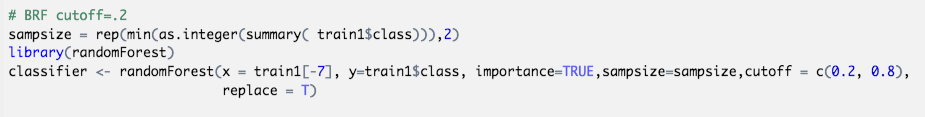 # BRF cutoff=.2
sampsize = rep(min(as.integer(summary( train1$class))),2)
library(randomForest)
classifier <- randomForest(x = train1[-7], y=train1$class, importance=TRUE,sampsize=sampsize,cutoff = c(0.2, 0.8),
replace = T)